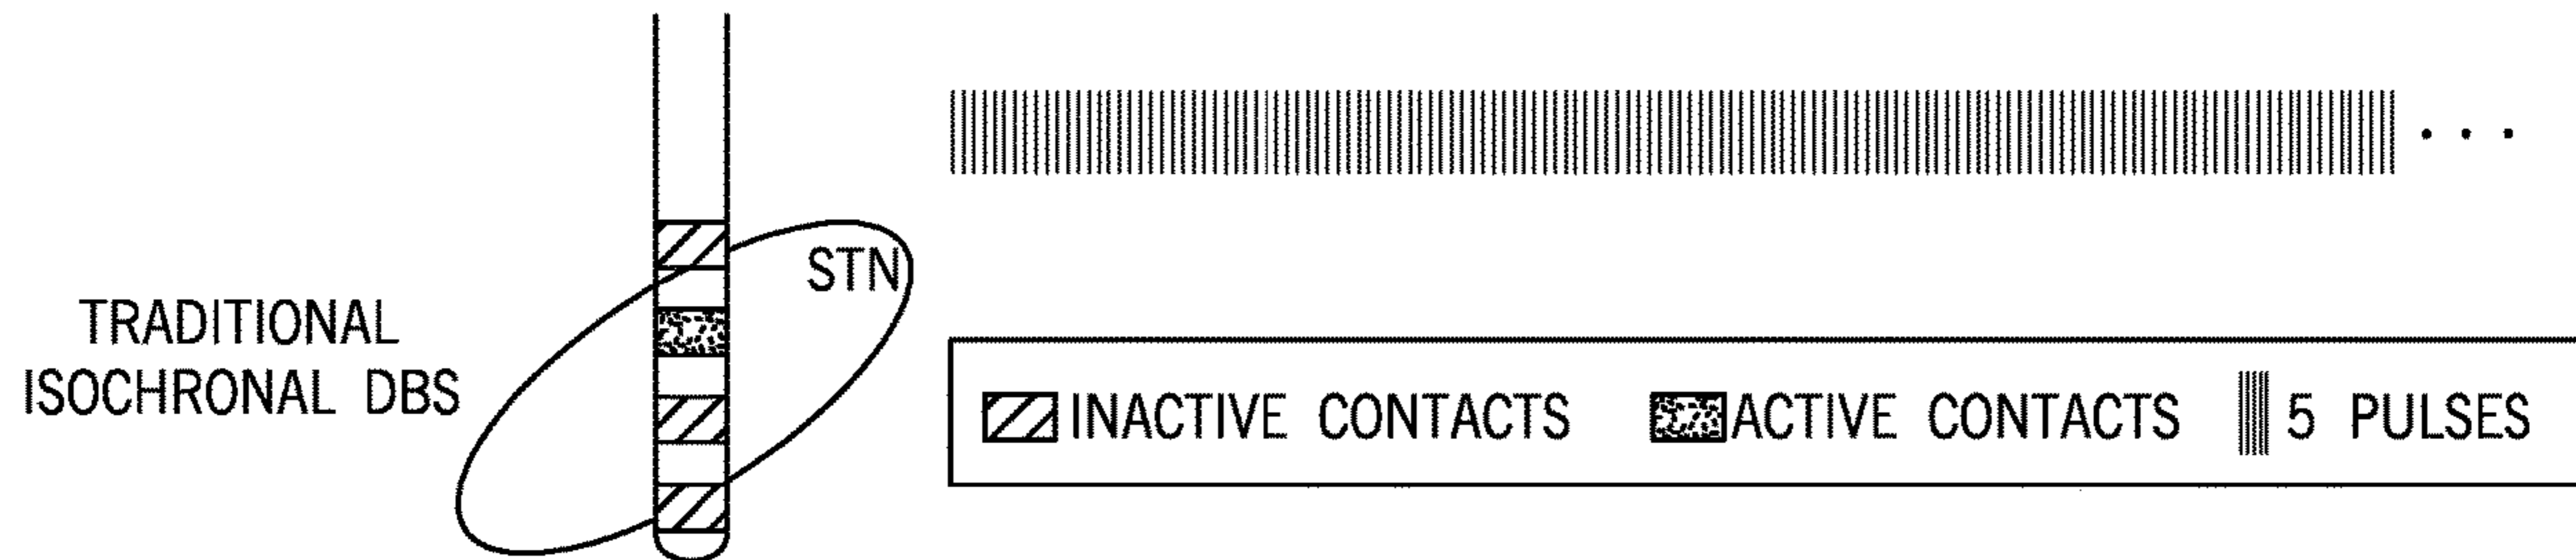 STN
TRADITIONAL
ISOCHRONAL DBS
INACTIVE CONTACTS
ACTIVE CONTACTS
5 PULSES